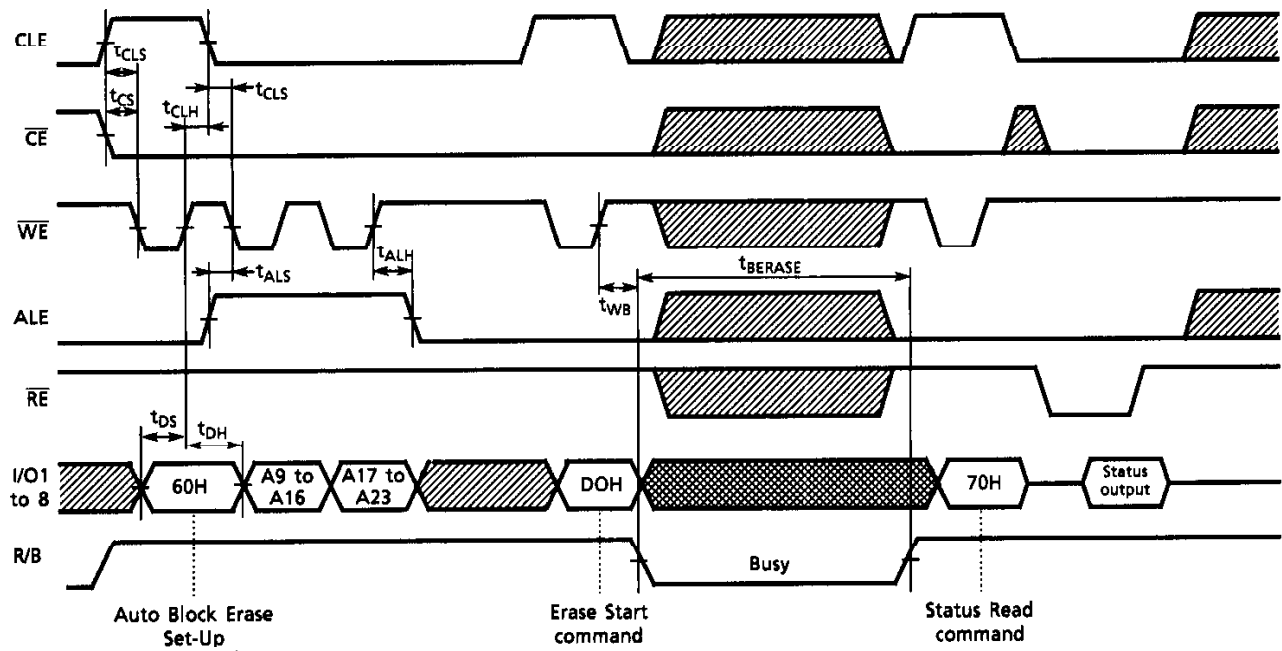 CLE
tCLS
tCS
tCLH
tCLS
CE
WE
tALS
tALH
tBERASE
tWB
ALE
RE
tDS
tDH
I/O1
to 8
60H
A9 to
A16
A17 to
A23
DOH
70H
Status
output
R/B
Busy
Auto Block Erase
Set-Up
Erase Start
command
Status Read
command